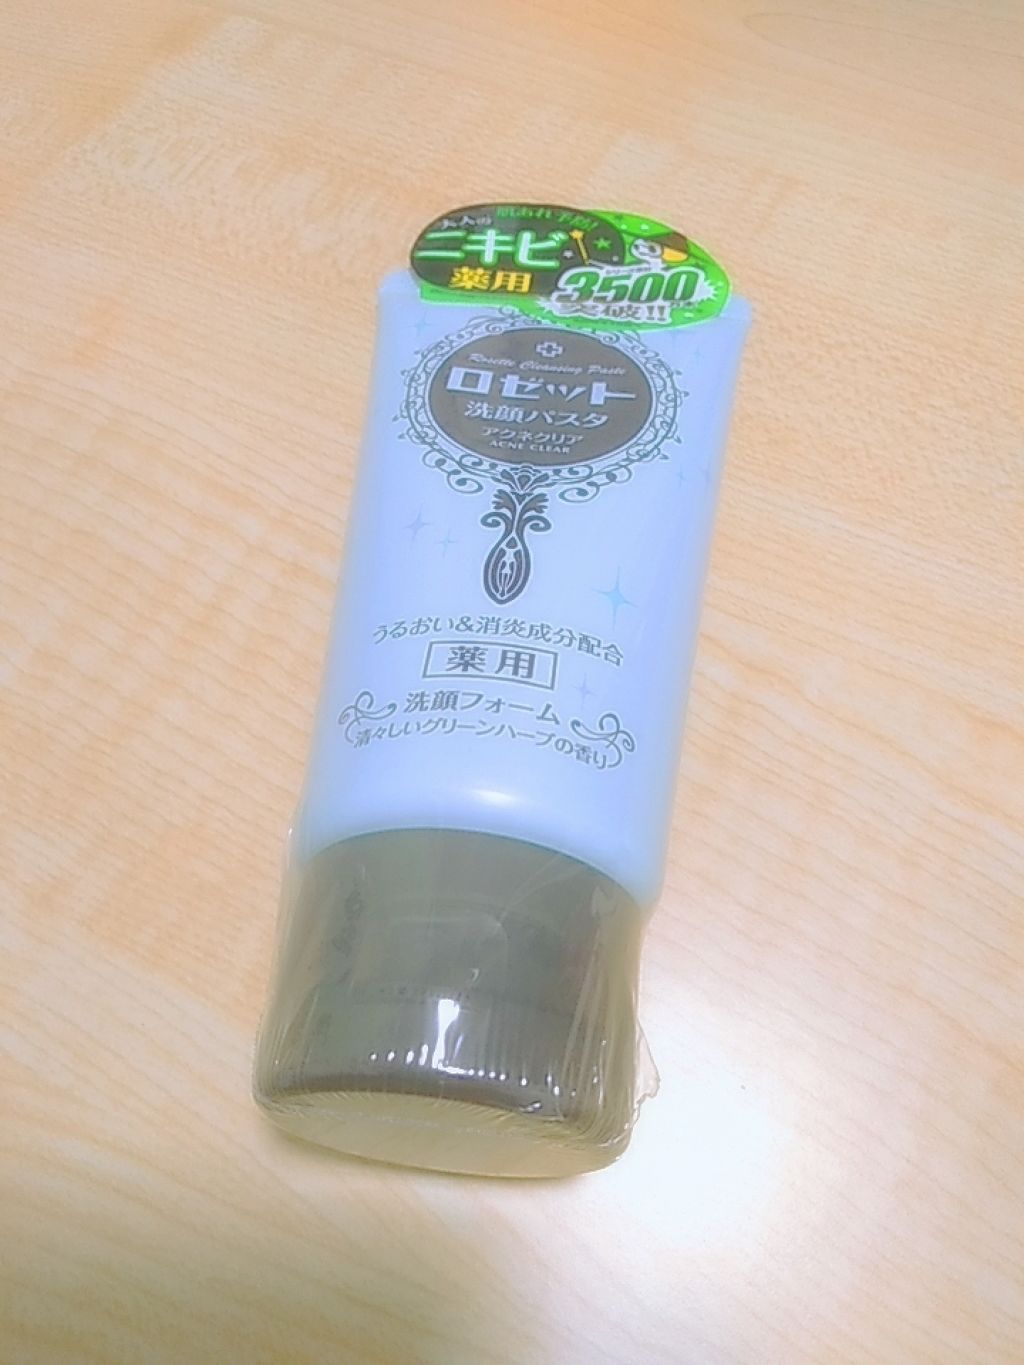 肌あれ予防!
大人の
ニキビ
薬用
3500
突破!!
Rosette Cleansing Paste
ロゼット
洗顔パスタ
アクネクリア
ACNE CLEAR
うるおい&消炎成分配合
薬用
洗顔フォーム
清々しいグリーンハーブの香り